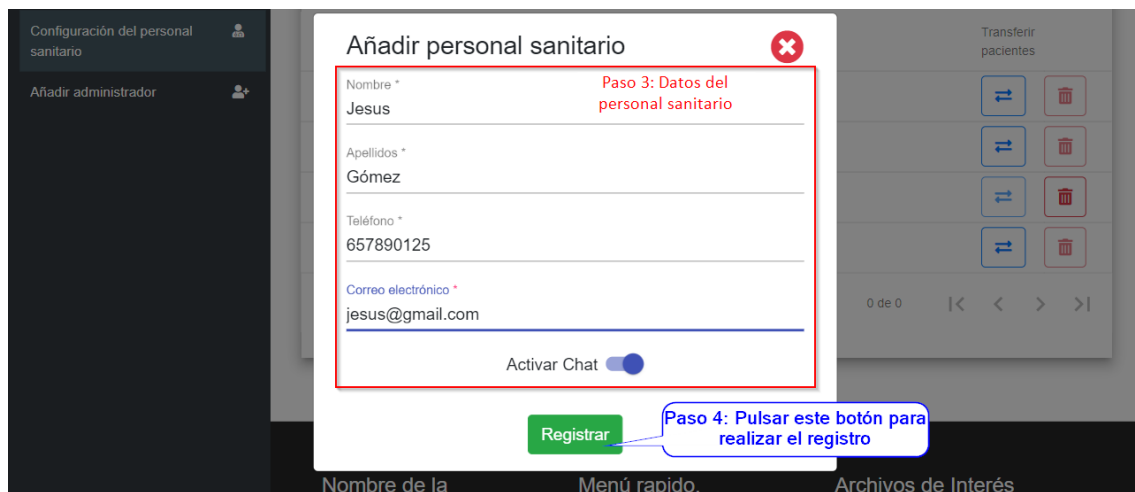 Configuración del personal
sanitario
Añadir administrador
Añadir personal sanitario
Paso 3: Datos del
personal sanitario
Nombre *
Jesus
Apellidos *
Gómez
Teléfono *
657890125
Correo electrónico *
jesus@gmail.com
Activar Chat
Registrar
Paso 4: Pulsar este botón para
realizar el registro
Transferir
pacientes
0 de 0
Nombre de la
Menú rapido.
Archivos de Interés